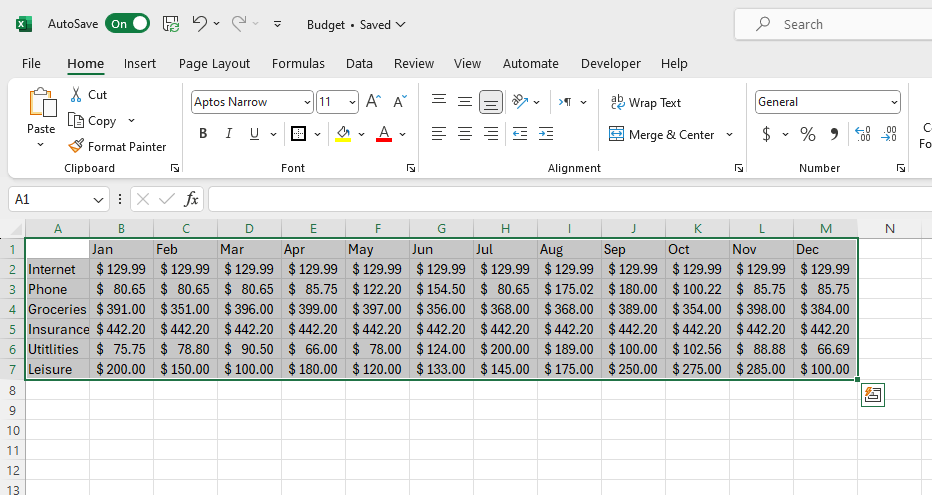 AutoSave On Budget • Saved Search
File Home Insert Page Layout Formulas Data Review View Automate Developer Help
Paste Cut Copy Format Painter
Clipboard
Aptos Narrow 11 A A
B I U A
Font
ab Wrap Text
Merge & Center
Alignment
General
$ % 9 .00 .00
Number
A1 fx
A B C D E F G H I J K L M N
1 Jan Feb Mar Apr May Jun Jul Aug Sep Oct Nov Dec
2 Internet $ 129.99 $ 129.99 $ 129.99 $ 129.99 $ 129.99 $ 129.99 $ 129.99 $ 129.99 $ 129.99 $ 129.99 $ 129.99 $ 129.99
3 Phone $ 80.65 $ 80.65 $ 80.65 $ 85.75 $ 122.20 $ 154.50 $ 80.65 $ 175.02 $ 180.00 $ 100.22 $ 85.75 $ 85.75
4 Groceries $ 391.00 $ 351.00 $ 396.00 $ 399.00 $ 397.00 $ 356.00 $ 368.00 $ 368.00 $ 389.00 $ 354.00 $ 398.00 $ 384.00
5 Insurance $ 442.20 $ 442.20 $ 442.20 $ 442.20 $ 442.20 $ 442.20 $ 442.20 $ 442.20 $ 442.20 $ 442.20 $ 442.20 $ 442.20
6 Utitlities $ 75.75 $ 78.80 $ 90.50 $ 66.00 $ 78.00 $ 124.00 $ 200.00 $ 189.00 $ 100.00 $ 102.56 $ 88.88 $ 66.69
7 Leisure $ 200.00 $ 150.00 $ 100.00 $ 180.00 $ 120.00 $ 133.00 $ 145.00 $ 175.00 $ 250.00 $ 275.00 $ 285.00 $ 100.00
8
9
10
11
12
13